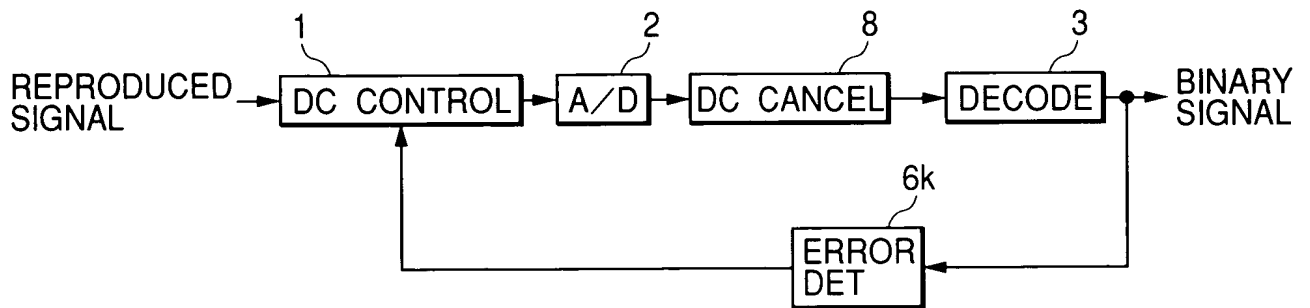 1
2
8
3
REPRODUCED
SIGNAL
DC CONTROL
A/D
DC CANCEL
DECODE
BINARY
SIGNAL
6k
ERROR
DET